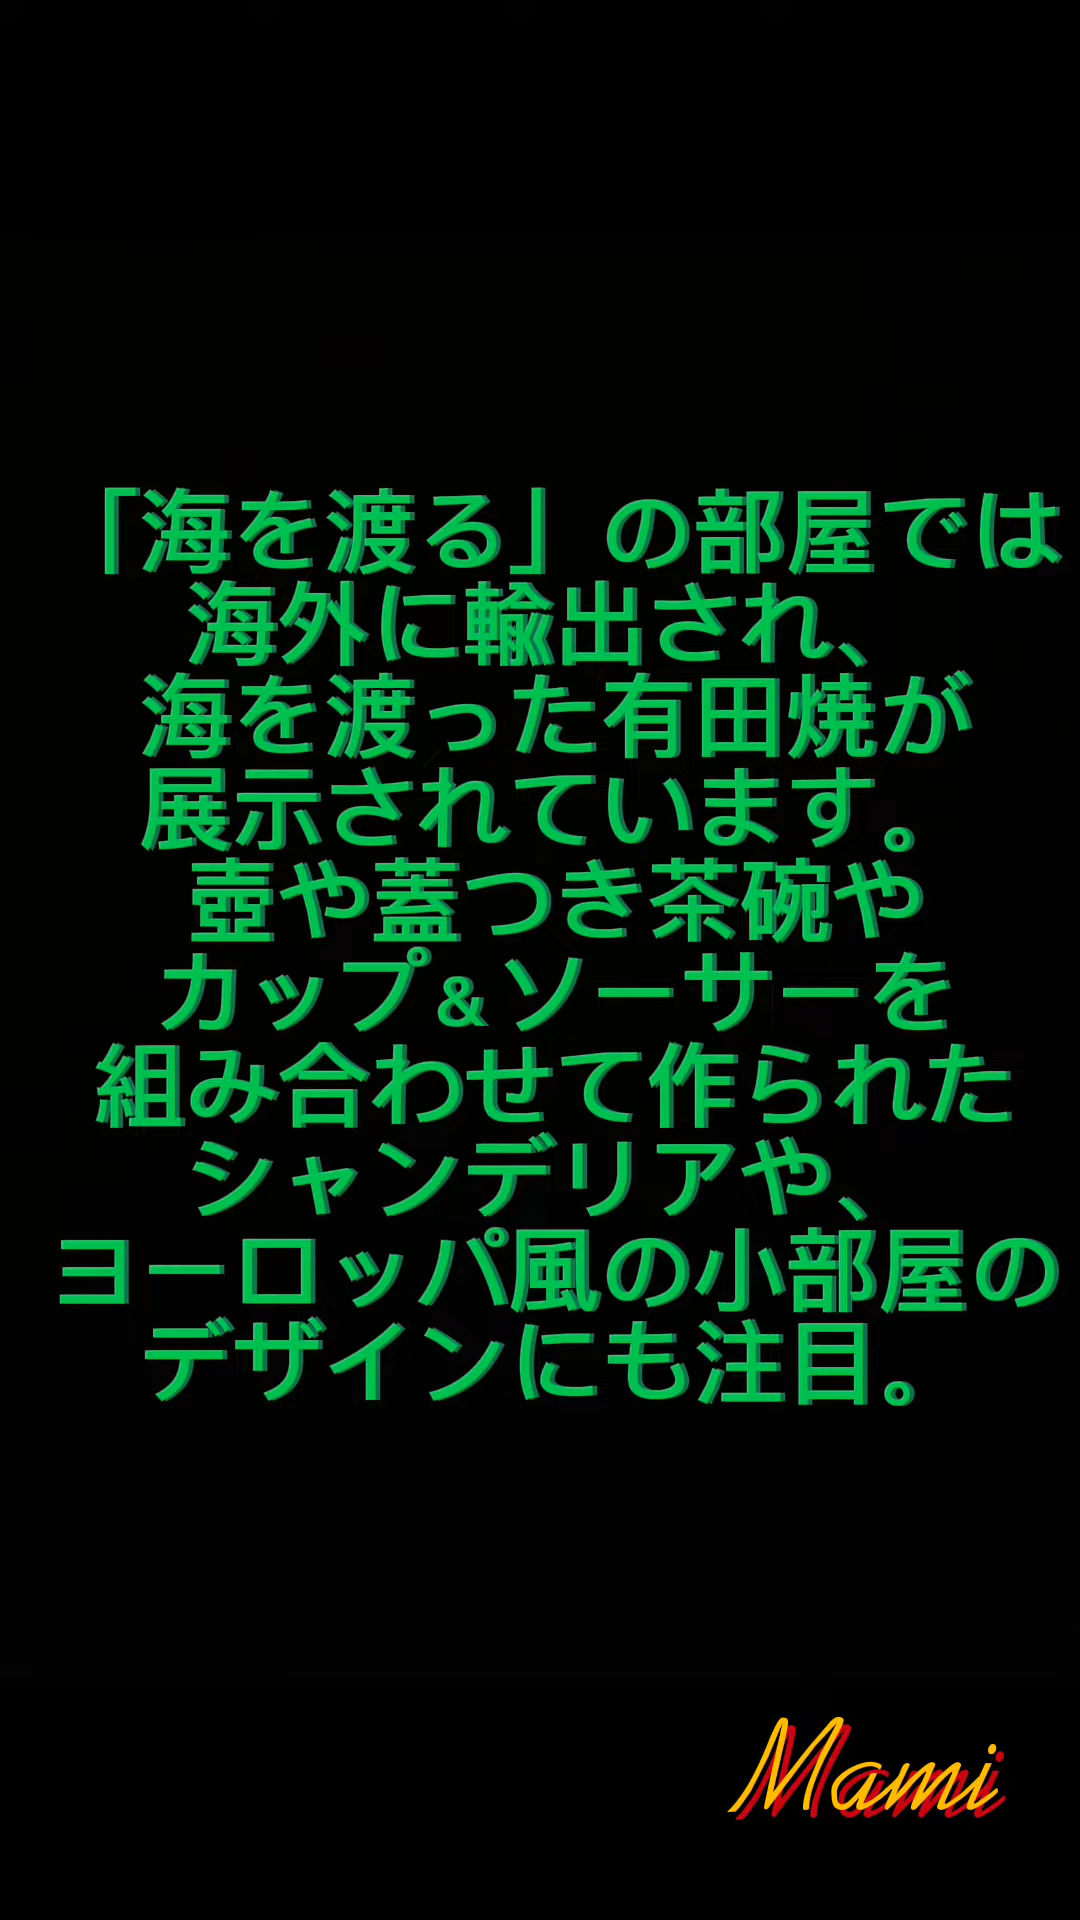 「海を渡る」の部屋では
海外に輸出され、
海を渡った有田焼が
展示されています。
壺や蓋つき茶碗や
カップ&ソーサーを
組み合わせて作られた
シャンデリアや、
ヨーロッパ風の小部屋の
デザインにも注目。
Mami